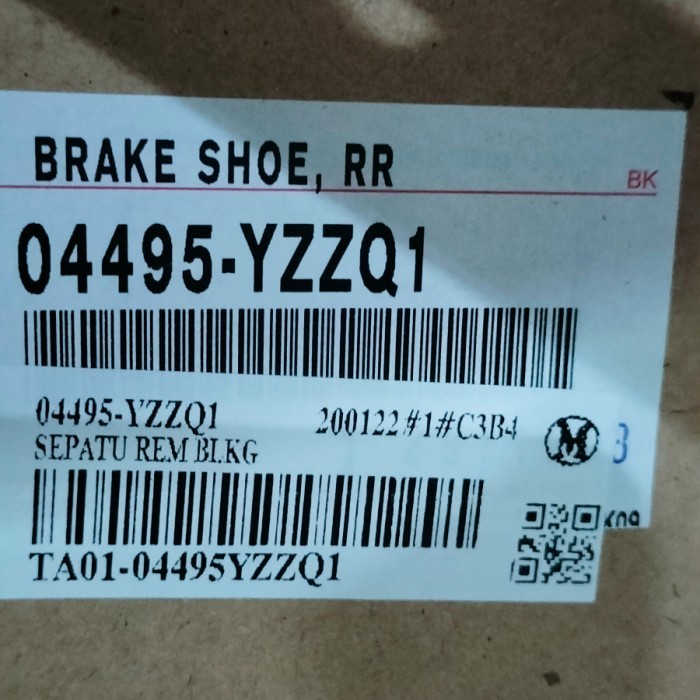 BRAKE SHOE, RR
BK
04495-YZZQ1
04495-YZZQ1 200122#1#C3B4
SEPATU REM BLKG
TA01-04495YZZQ1